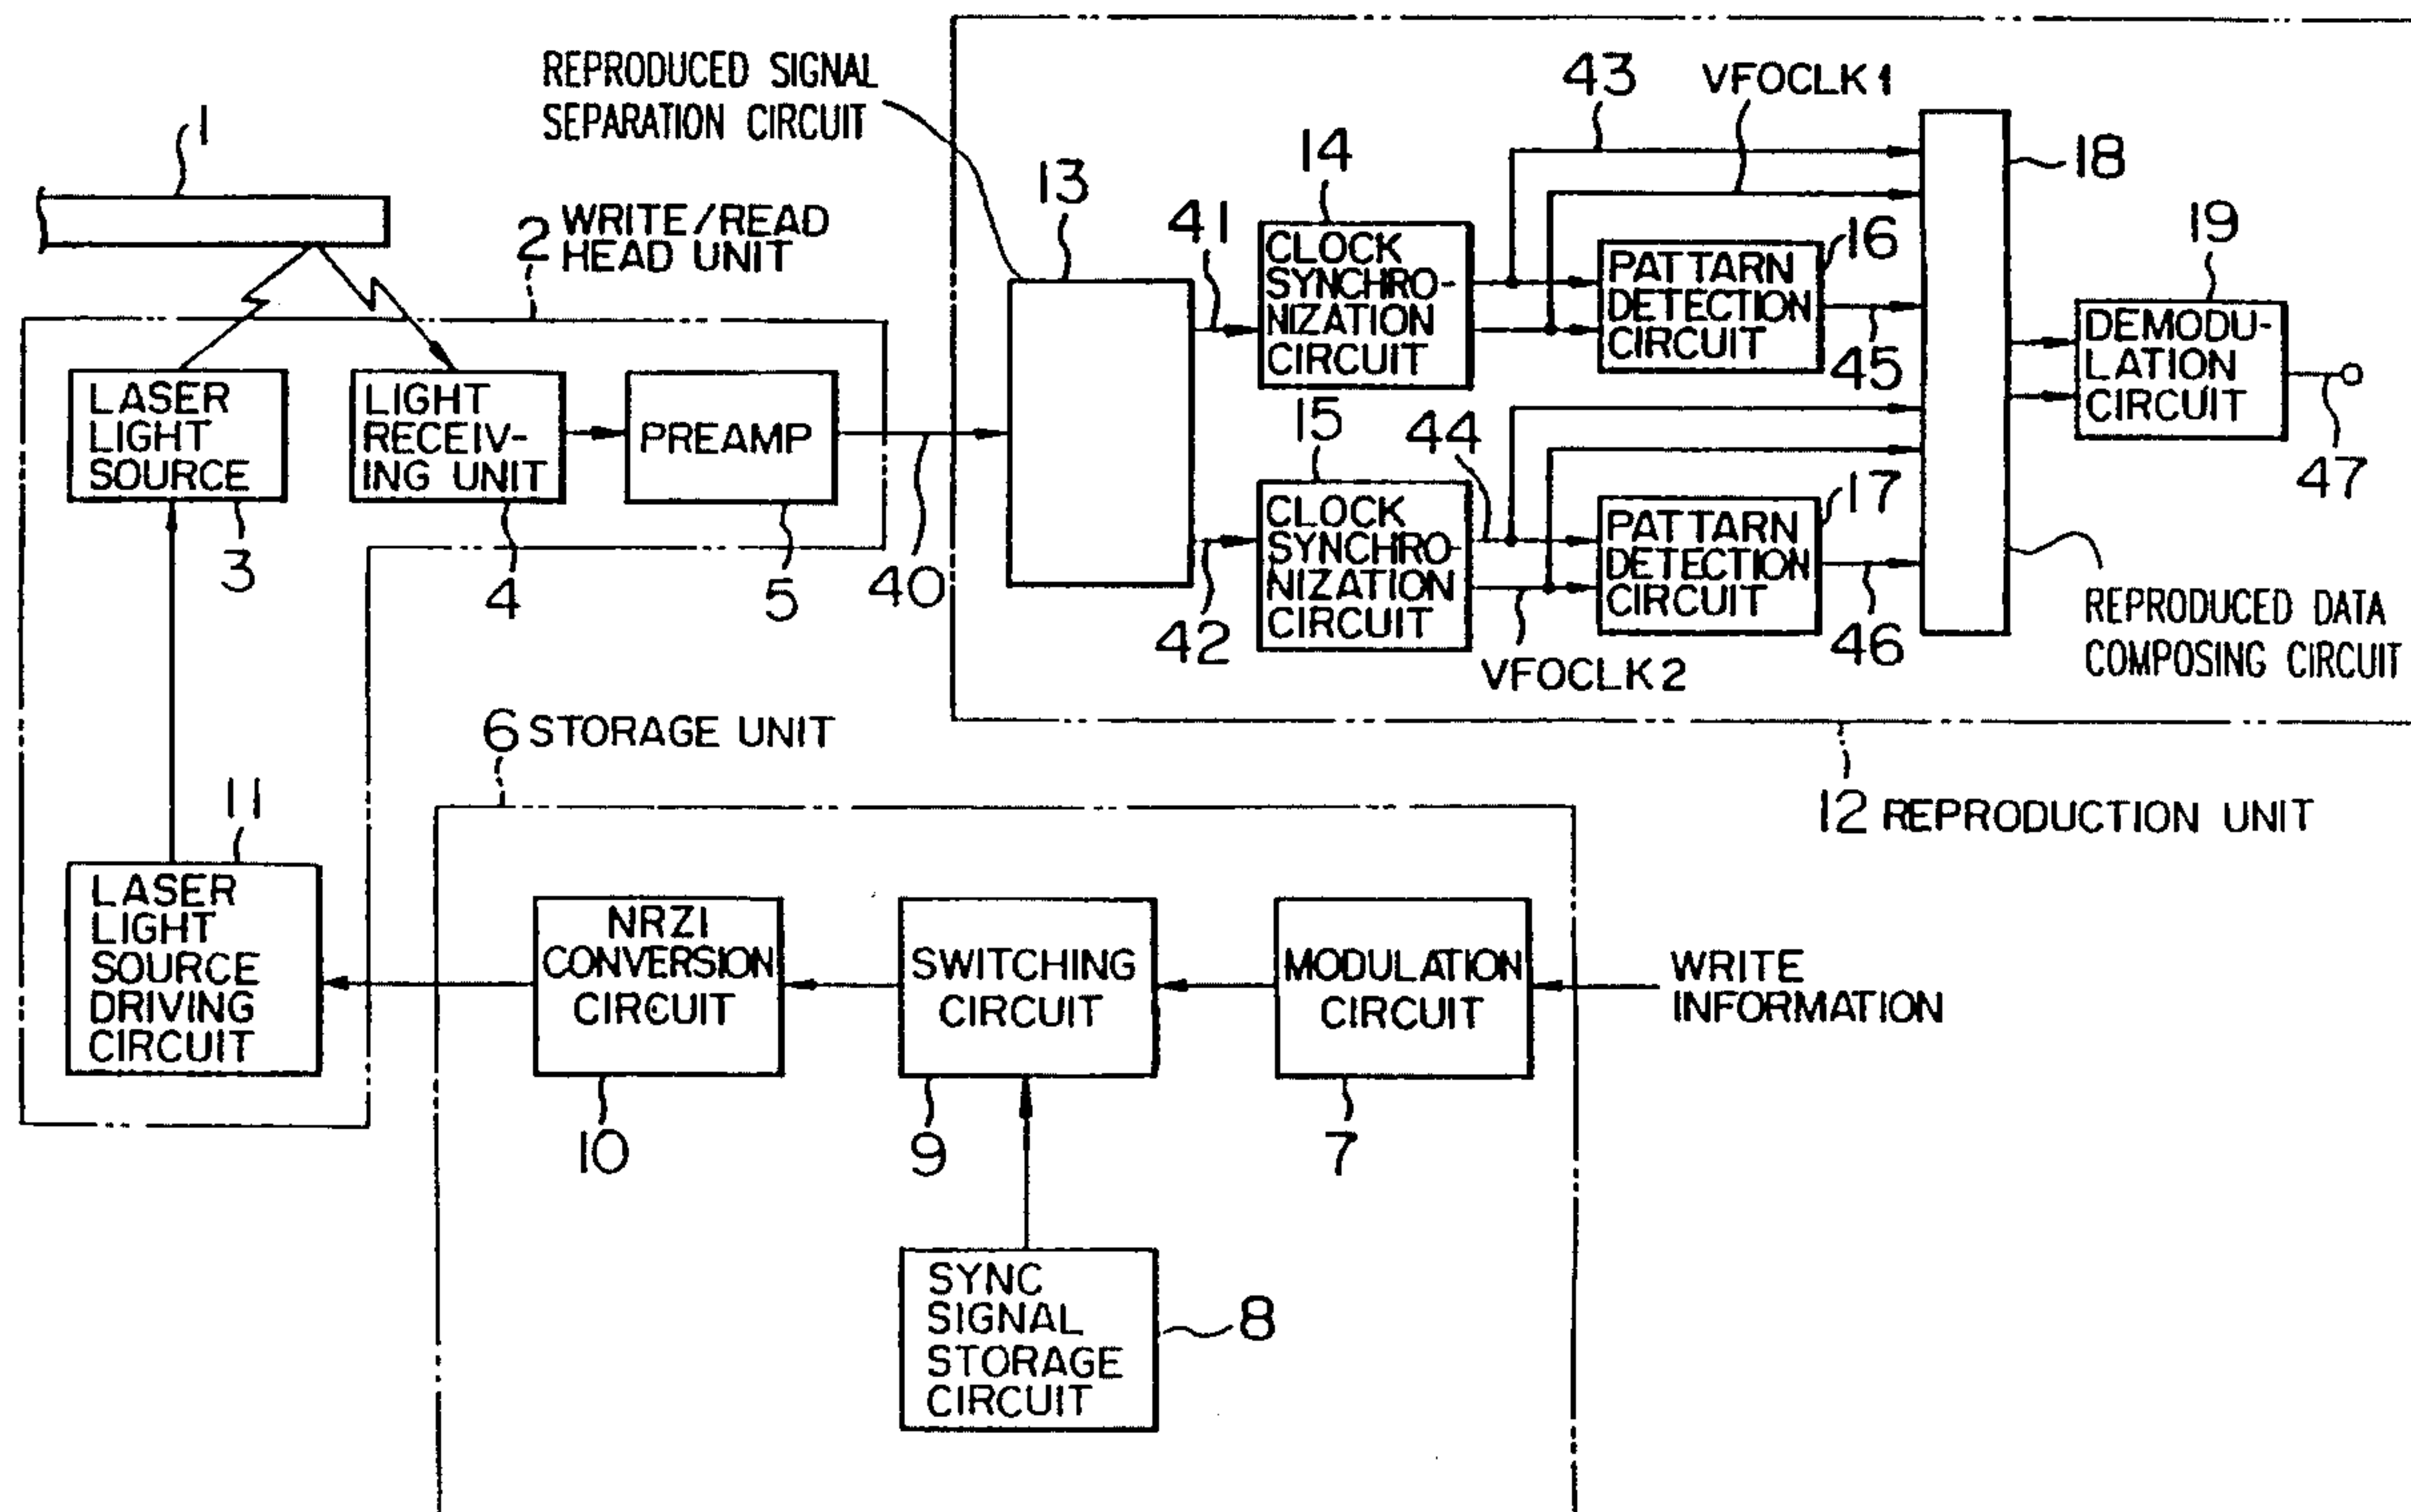 REPRODUCED SIGNAL
SEPARATION CIRCUIT
43
VFOCLK 1
1
14
18
13
2 WRITE/READ
HEAD UNIT
41
CLOCK
SYNCHRO-
NIZATION
CIRCUIT
16
PATTARN
DETECTION
CIRCUIT
19
DEMODU-
LATION
CIRCUIT
45
LASER
LIGHT
SOURCE
LIGHT
RECEIV-
ING UNIT
PREAMP
15
44
47
3
4
5
40
42
CLOCK
SYNCHRO-
NIZATION
CIRCUIT
17
PATTARN
DETECTION
CIRCUIT
46
VFOCLK 2
REPRODUCED DATA
COMPOSING CIRCUIT
6 STORAGE UNIT
12 REPRODUCTION UNIT
11
LASER
LIGHT
SOURCE
DRIVING
CIRCUIT
NRZI
CONVERSION
CIRCUIT
SWITCHING
CIRCUIT
MODULATION
CIRCUIT
WRITE
INFORMATION
10
9
7
SYNC
SIGNAL
STORAGE
CIRCUIT
8